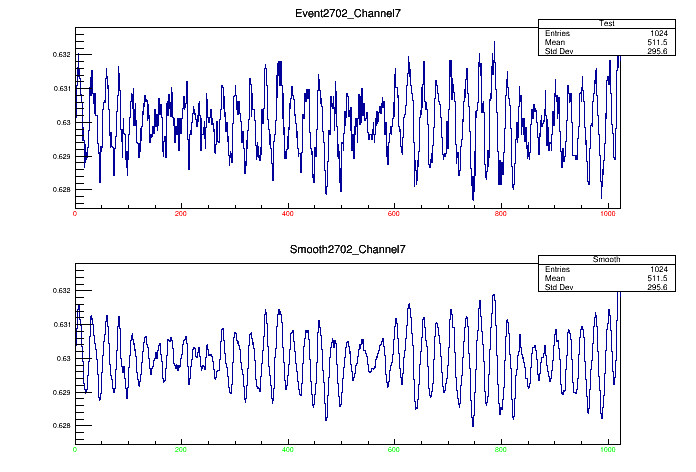 Event2702_Channel7
Test
Entries 1024
Mean 511.5
Std Dev 295.6
0.632
0.631
0.63
0.629
0.628
0 200 400 600 800 1000
Smooth2702_Channel7
Smooth
Entries 1024
Mean 511.5
Std Dev 295.6
0.632
0.631
0.63
0.629
0.628
0 200 400 600 800 1000